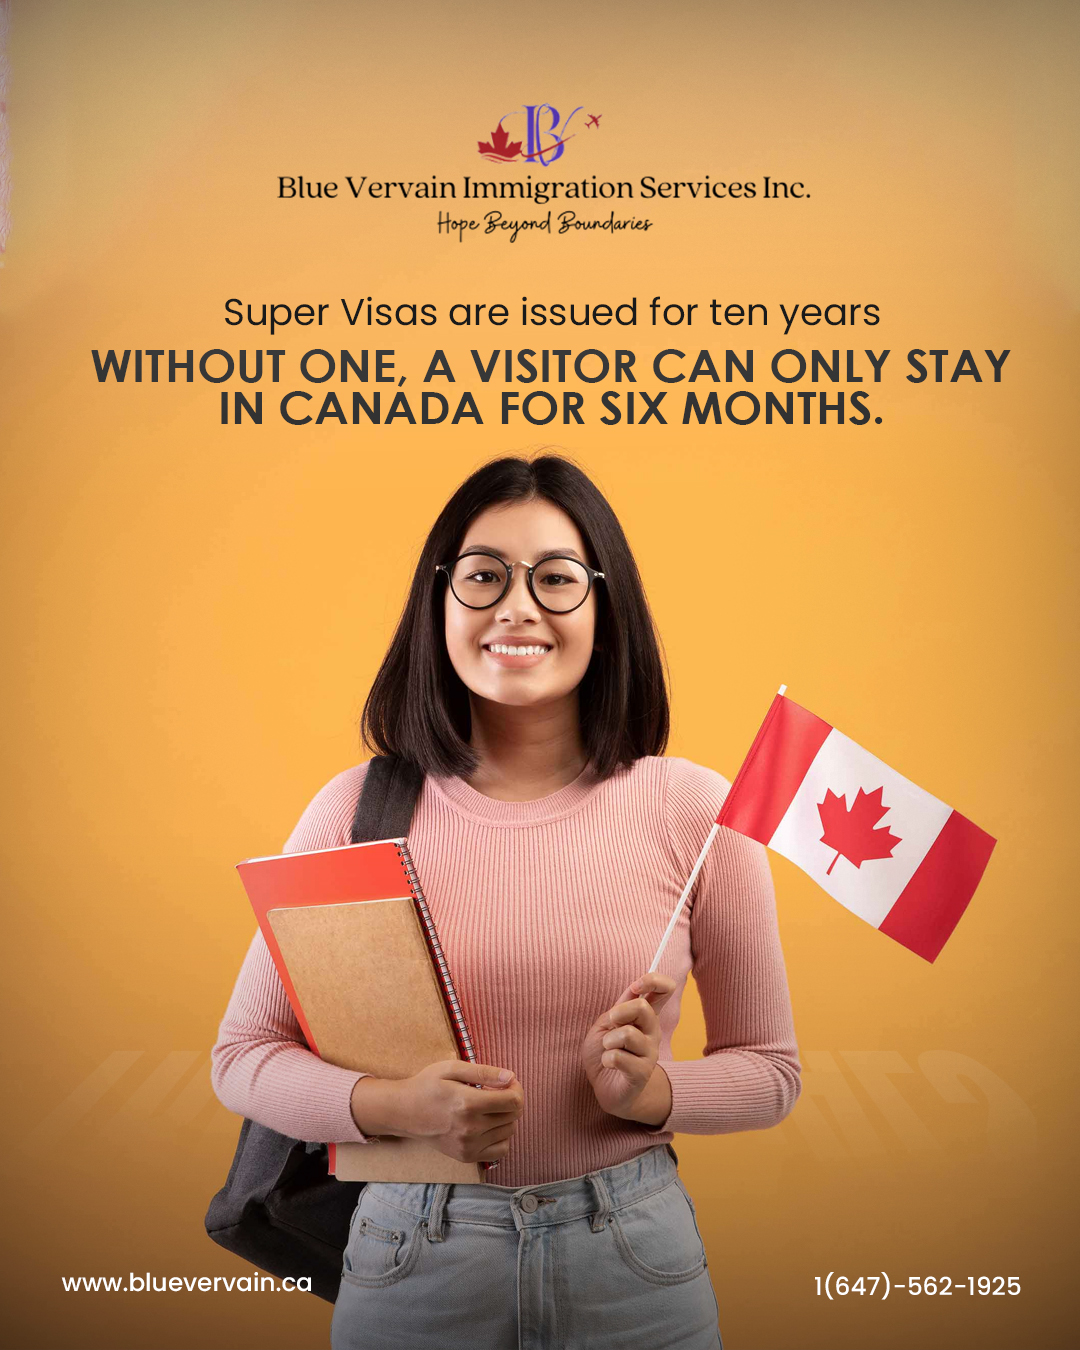 BV
Blue Vervain Immigration Services Inc.
Hope Beyond Boundaries
Super Visas are issued for ten years
WITHOUT ONE, A VISITOR CAN ONLY STAY
IN CANADA FOR SIX MONTHS.
www.bluevervain.ca
1(647)-562-1925